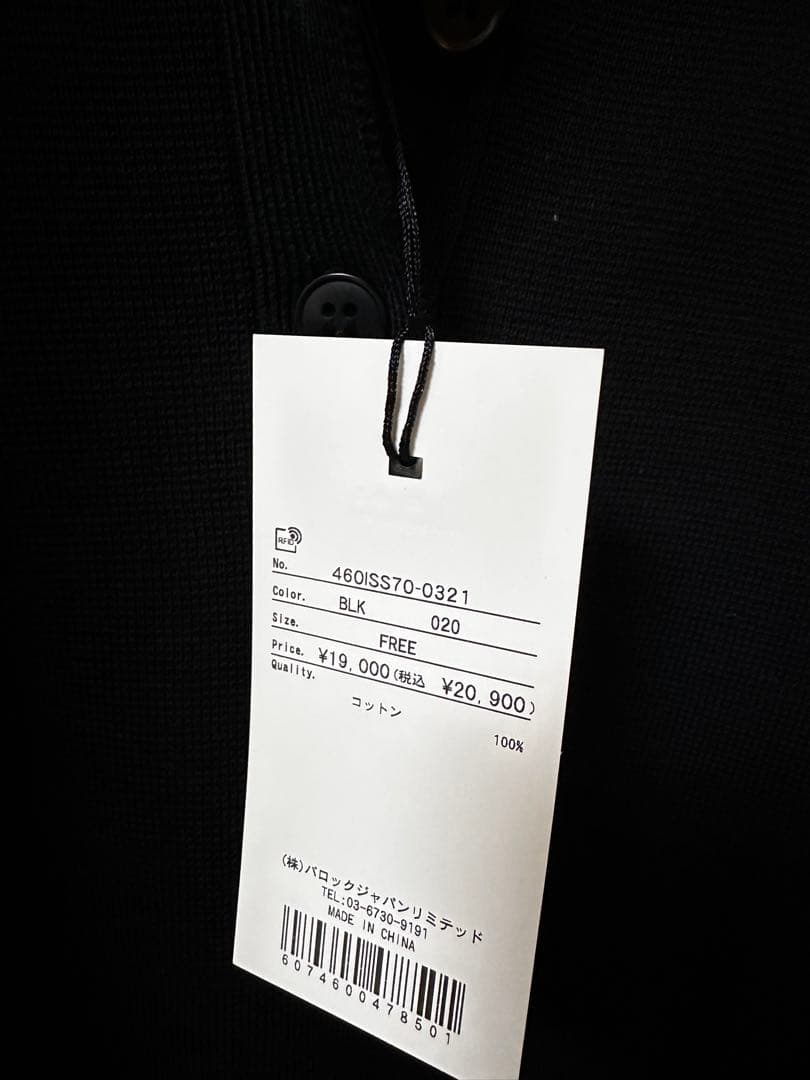 RFID
No. 460ISS70-0321
Color. BLK 020
Size. FREE
Price. ¥19,000(税込 ¥20,900)
Quality.
コットン 100%
(株)バロックジャパンリミテッド
TEL:03-6730-9191
MADE IN CHINA
6074600478501